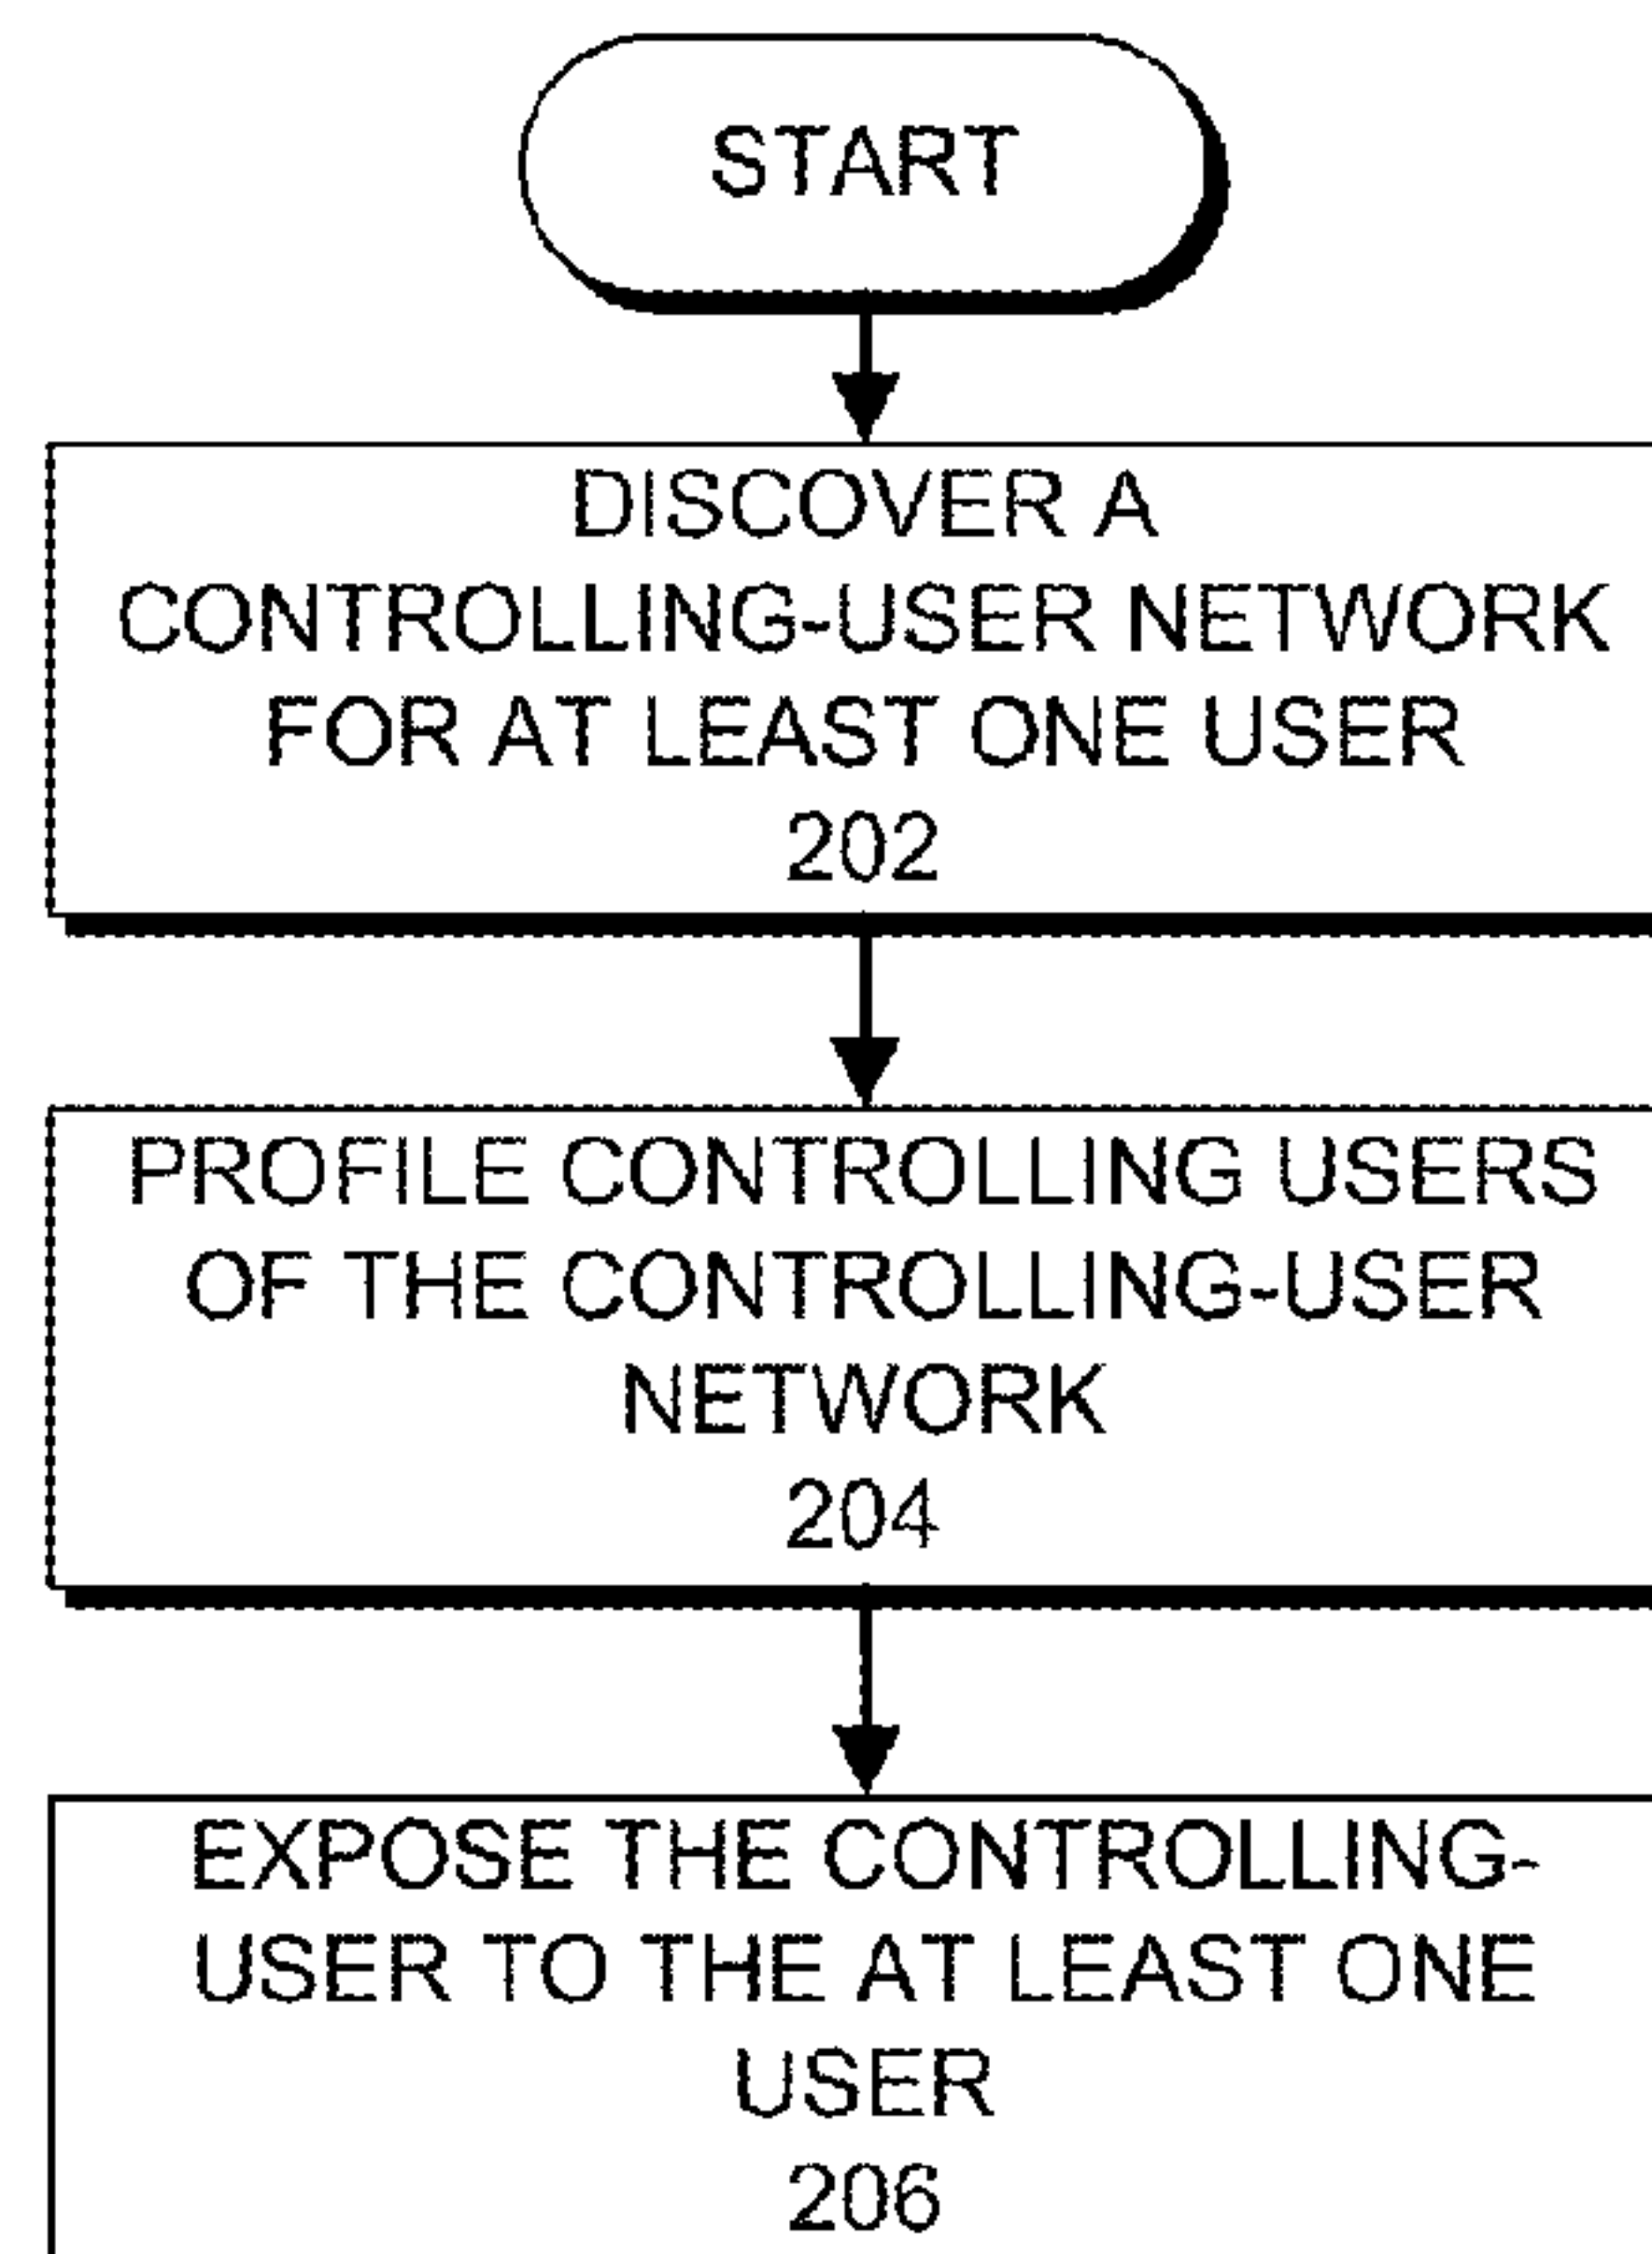 START
DISCOVER A
CONTROLLING-USER NETWORK
FOR AT LEAST ONE USER
202
PROFILE CONTROLLING USERS
OF THE CONTROLLING-USER
NETWORK
204
EXPOSE THE CONTROLLING-
USER TO THE AT LEAST ONE
USER
206